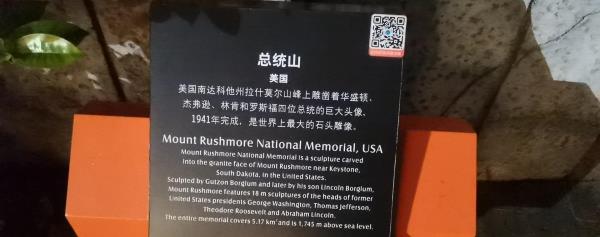 总统山
美国
美国南达科他州拉什莫尔山峰上雕凿着华盛顿、
杰弗逊、林肯和罗斯福四位总统的巨大头像,
1941年完成,是世界上最大的石头雕像。
Mount Rushmore National Memorial, USA
Mount Rushmore National Memorial is a sculpture carved
into the granite face of Mount Rushmore near Keystone,
South Dakota, in the United States.
Sculpted by Gutzon Borglum and later by his son Lincoln Borglum,
Mount Rushmore features 18 m sculptures of the heads of former
United States presidents George Washington, Thomas Jefferson,
Theodore Roosevelt and Abraham Lincoln.
The entire memorial covers 5.17 km² and is 1,745 m above sea level.